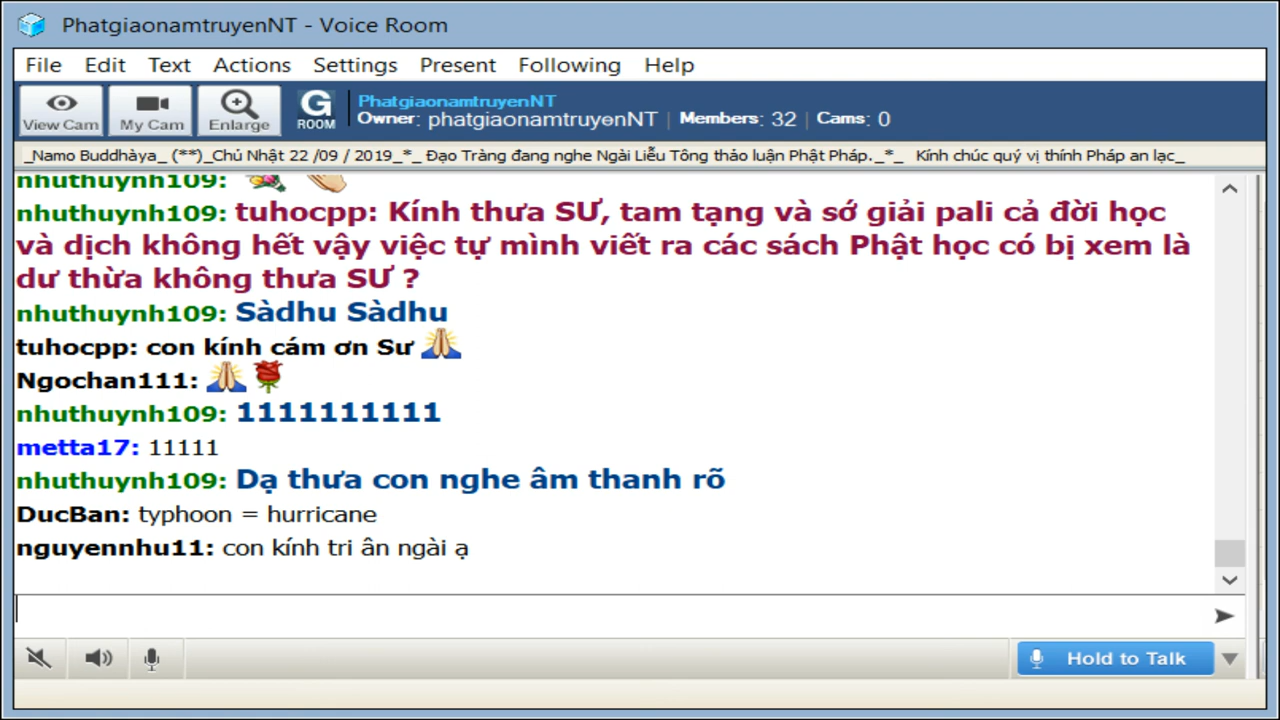 PhatgiaonamtruyenNT - Voice Room
File Edit Text Actions Settings Present Following Help
View Cam My Cam Enlarge G ROOM PhatgiaonamtruyenNT
Owner: phatgiaonamtruyenNT | Members: 32 | Cams: 0
_Namo Buddhàya_ (**)_Chủ Nhật 22 /09 / 2019_*_ Đạo Tràng đang nghe Ngài Liễu Tông thảo luận Phật Pháp._*_ Kính chúc quý vị thính Pháp an lạc_
nhuthuynh109:
nhuthuynh109: tuhocpp: Kính thưa SƯ, tam tạng và sớ giải pali cả đời học
và dịch không hết vậy việc tự mình viết ra các sách Phật học có bị xem là
dư thừa không thưa SƯ ?
nhuthuynh109: Sàdhu Sàdhu
tuhocpp: con kính cám ơn Sư
Ngochan111:
nhuthuynh109: 1111111111
metta17: 11111
nhuthuynh109: Dạ thưa con nghe âm thanh rõ
DucBan: typhoon = hurricane
nguyennhu11: con kính tri ân ngài ạ
Hold to Talk